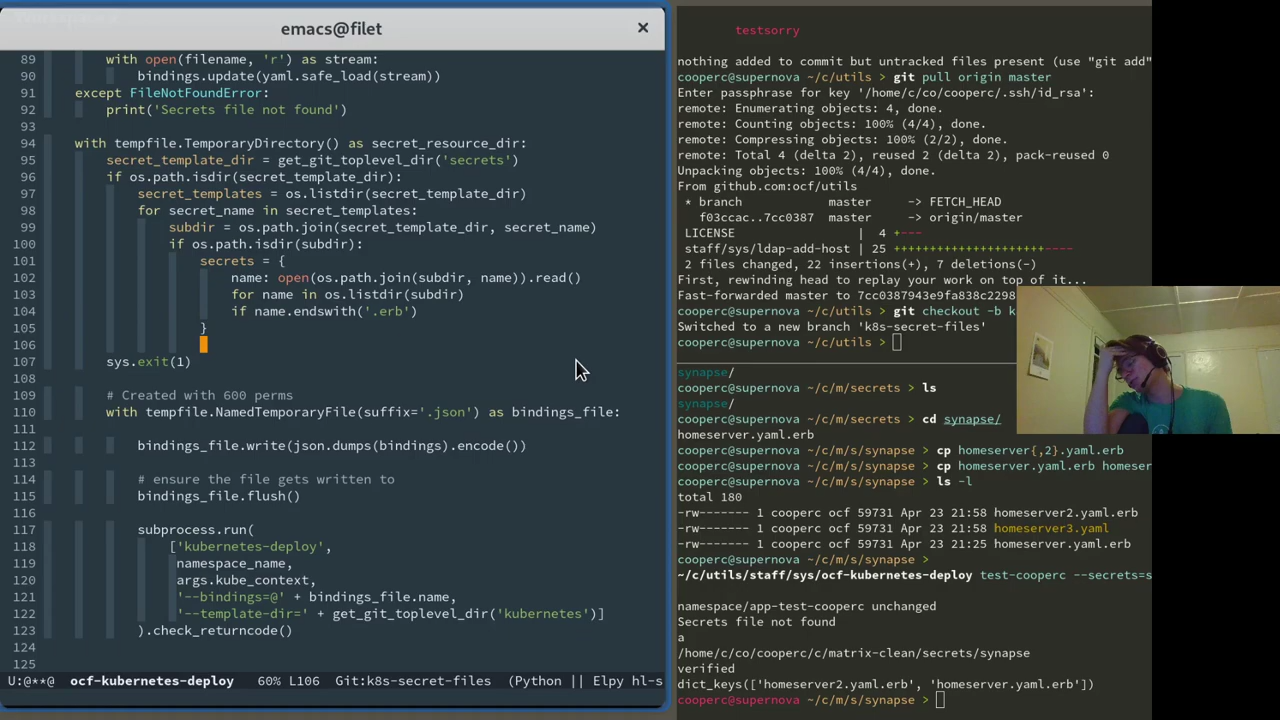 emacs@filet
×
89 with open(filename, 'r') as stream:
90 bindings.update(yaml.safe_load(stream))
91 except FileNotFoundError:
92 print('Secrets file not found')
93
94 with tempfile.TemporaryDirectory() as secret_resource_dir:
95 secret_template_dir = get_git_toplevel_dir('secrets')
96 if os.path.isdir(secret_template_dir):
97 secret_templates = os.listdir(secret_template_dir)
98 for secret_name in secret_templates:
99 subdir = os.path.join(secret_template_dir, secret_name)
100 if os.path.isdir(subdir):
101 secrets = {
102 name: open(os.path.join(subdir, name)).read()
103 for name in os.listdir(subdir)
104 if name.endswith('.erb')
105 }
106
107 sys.exit(1)
108
109 # Created with 600 perms
110 with tempfile.NamedTemporaryFile(suffix='.json') as bindings_file:
111
112 bindings_file.write(json.dumps(bindings).encode())
113
114 # ensure the file gets written to
115 bindings_file.flush()
116
117 subprocess.run(
118 ['kubernetes-deploy',
119 namespace_name,
120 args.kube_context,
121 '--bindings=@' + bindings_file.name,
122 '--template-dir=' + get_git_toplevel_dir('kubernetes')]
123 ).check_returncode()
124
125
U:@**@ ocf-kubernetes-deploy 60% L106 Git:k8s-secret-files (Python || Elpy hl-s
testsorry
nothing added to commit but untracked files present (use "git add"
cooperc@supernova ~/c/utils > git pull origin master
Enter passphrase for key '/home/c/co/cooperc/.ssh/id_rsa':
remote: Enumerating objects: 4, done.
remote: Counting objects: 100% (4/4), done.
remote: Compressing objects: 100% (2/2), done.
remote: Total 4 (delta 2), reused 2 (delta 2), pack-reused 0
Unpacking objects: 100% (4/4), done.
From github.com:ocf/utils
* branch master -> FETCH_HEAD
f03ccac..7cc0387 master -> origin/master
LICENSE | 4 +---
staff/sys/ldap-add-host | 25 +++++++++++++++++++++----
2 files changed, 22 insertions(+), 7 deletions(-)
First, rewinding head to replay your work on top of it...
Fast-forwarded master to 7cc0387943e9fa838c2298
cooperc@supernova ~/c/utils > git checkout -b k
Switched to a new branch 'k8s-secret-files'
cooperc@supernova ~/c/utils >
synapse/
cooperc@supernova ~/c/m/secrets > ls
synapse/
cooperc@supernova ~/c/m/secrets > cd synapse/
homeserver.yaml.erb
cooperc@supernova ~/c/m/s/synapse > cp homeserver{,2}.yaml.erb
cooperc@supernova ~/c/m/s/synapse > cp homeserver.yaml.erb homeser
cooperc@supernova ~/c/m/s/synapse > ls -l
total 180
-rw------- 1 cooperc ocf 59731 Apr 23 21:58 homeserver2.yaml.erb
-rw------- 1 cooperc ocf 59731 Apr 23 21:58 homeserver3.yaml
-rw------- 1 cooperc ocf 59731 Apr 23 21:25 homeserver.yaml.erb
cooperc@supernova ~/c/m/s/synapse >
~/c/utils/staff/sys/ocf-kubernetes-deploy test-cooperc --secrets=s
namespace/app-test-cooperc unchanged
Secrets file not found
a
/home/c/co/cooperc/c/matrix-clean/secrets/synapse
verified
dict_keys(['homeserver2.yaml.erb', 'homeserver.yaml.erb'])
cooperc@supernova ~/c/m/s/synapse >